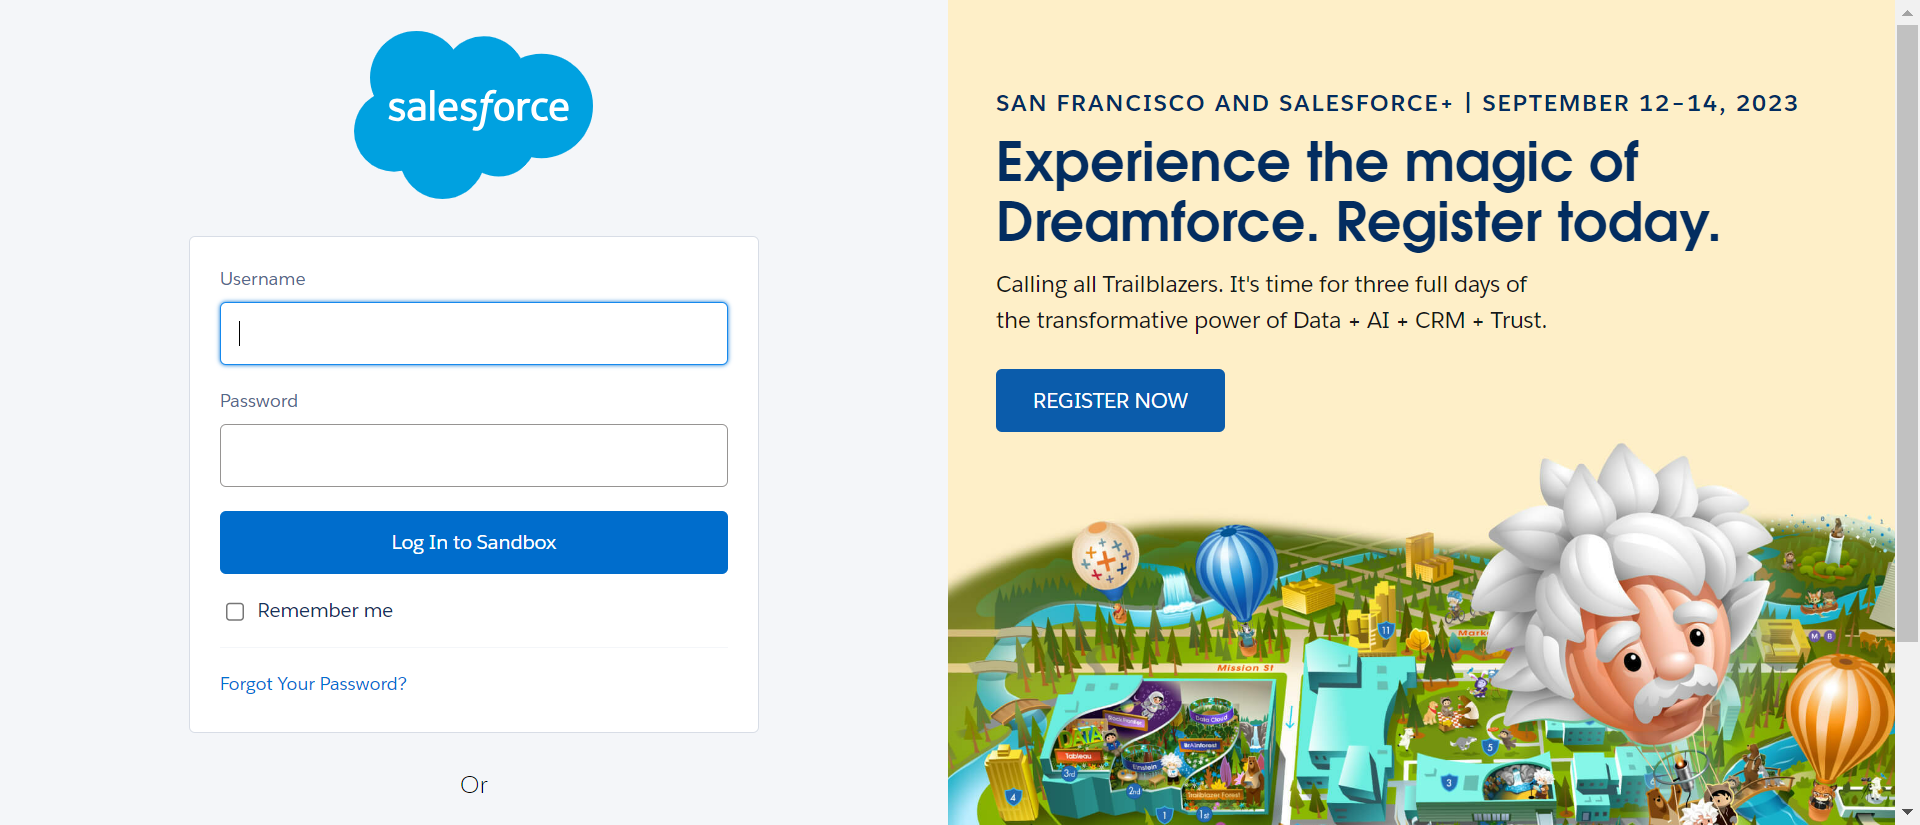 salesforce
Username
Password
Log In to Sandbox
Remember me
Forgot Your Password?
Or
SAN FRANCISCO AND SALESFORCE+ | SEPTEMBER 12–14, 2023
Experience the magic of
Dreamforce. Register today.
Calling all Trailblazers. It's time for three full days of
the transformative power of Data + AI + CRM + Trust.
REGISTER NOW
11
Mission St
M B
Data Cloud
DATA
Tableau
BrAInforest
Einstein
3rd
2nd
Trailblazer Forest
1
1st
4
5
3